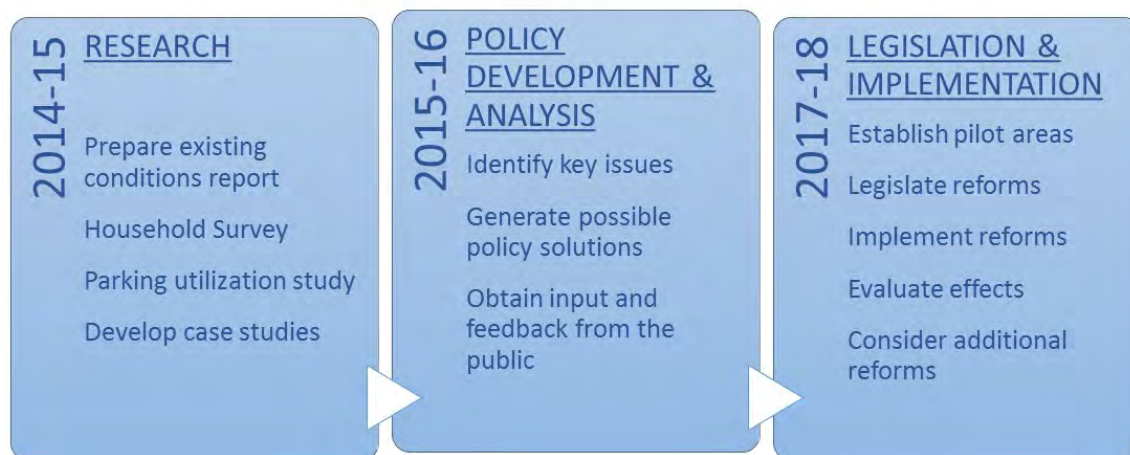 2014-15
RESEARCH
Prepare existing
conditions report
Household Survey
Parking utilization study
Develop case studies
2015-16
POLICY
DEVELOPMENT &
ANALYSIS
Identify key issues
Generate possible
policy solutions
Obtain input and
feedback from the
public
2017-18
LEGISLATION &
IMPLEMENTATION
Establish pilot areas
Legislate reforms
Implement reforms
Evaluate effects
Consider additional
reforms